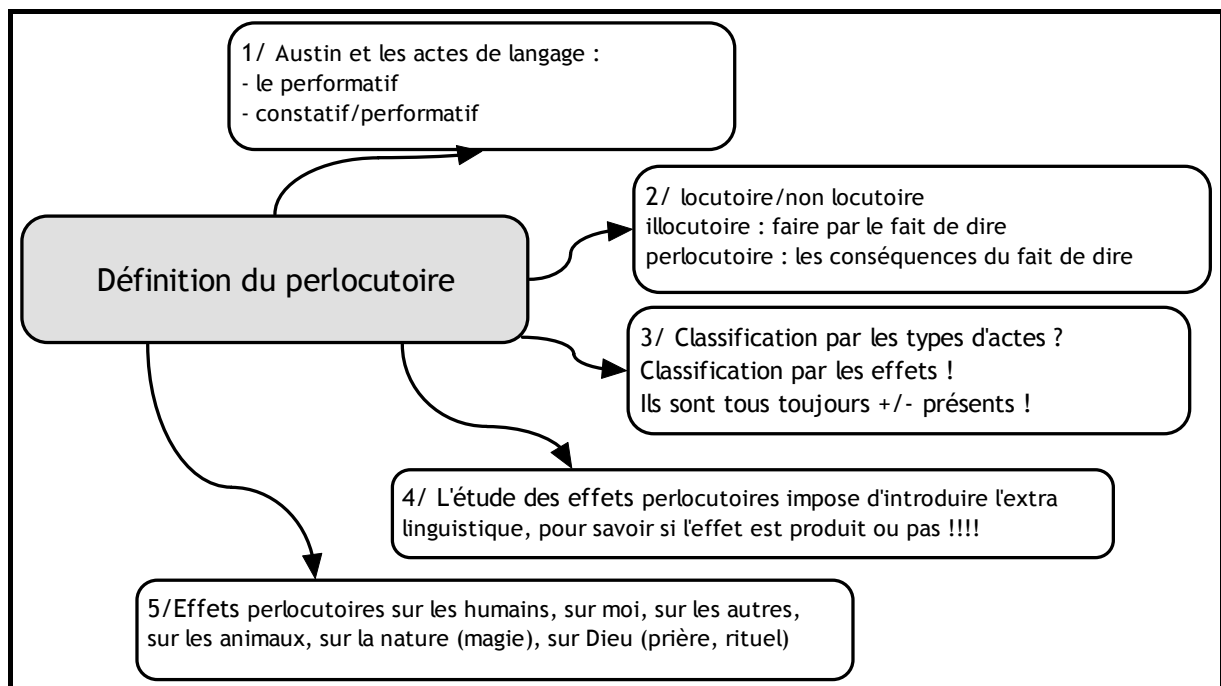 1/ Austin et les actes de langage :
- le performatif
- constatif/performatif
2/ locutoire/non locutoire
illocutoire : faire par le fait de dire
perlocutoire : les conséquences du fait de dire
Définition du perlocutoire
3/ Classification par les types d'actes ?
Classification par les effets !
Ils sont tous toujours +/- présents !
4/ L'étude des effets perlocutoires impose d'introduire l'extra
linguistique, pour savoir si l'effet est produit ou pas !!!!
5/Effets perlocutoires sur les humains, sur moi, sur les autres,
sur les animaux, sur la nature (magie), sur Dieu (prière, rituel)